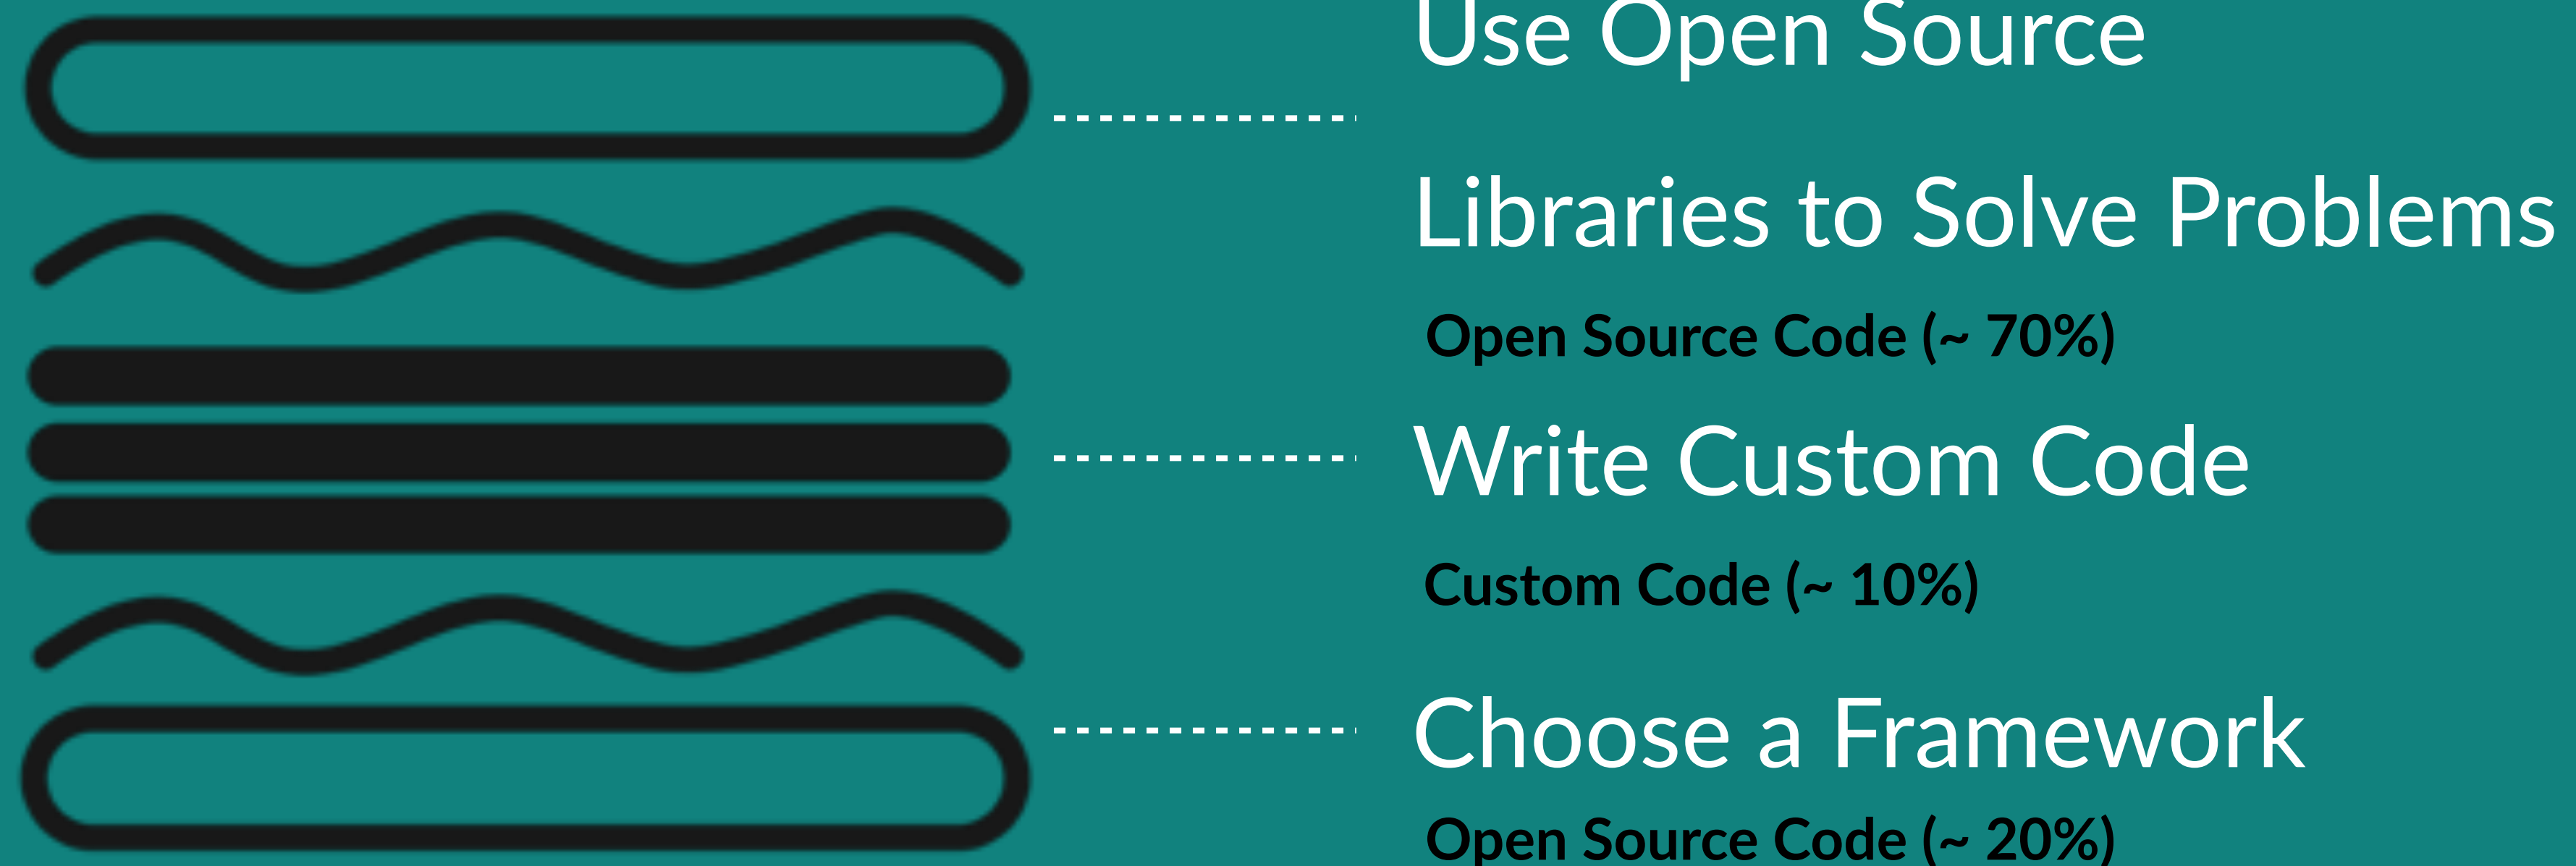 Use Open Source
Libraries to Solve Problems
Open Source Code (~ 70%)
Write Custom Code
Custom Code (~ 10%)
Choose a Framework
Open Source Code (~ 20%)